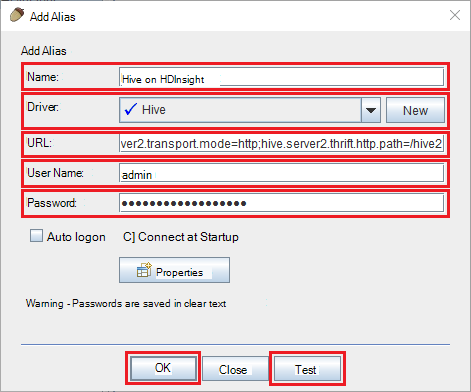 Add Alias
Add Alias
Name: Hive on HDInsight
Driver: Hive New
URL: ver2.transport.mode=http;hive.server2.thrift.http.path=/hive2
User Name: admin
Password: ••••••••••••••••••
Auto logon C] Connect at Startup
Properties
Warning - Passwords are saved in clear text
OK Close Test